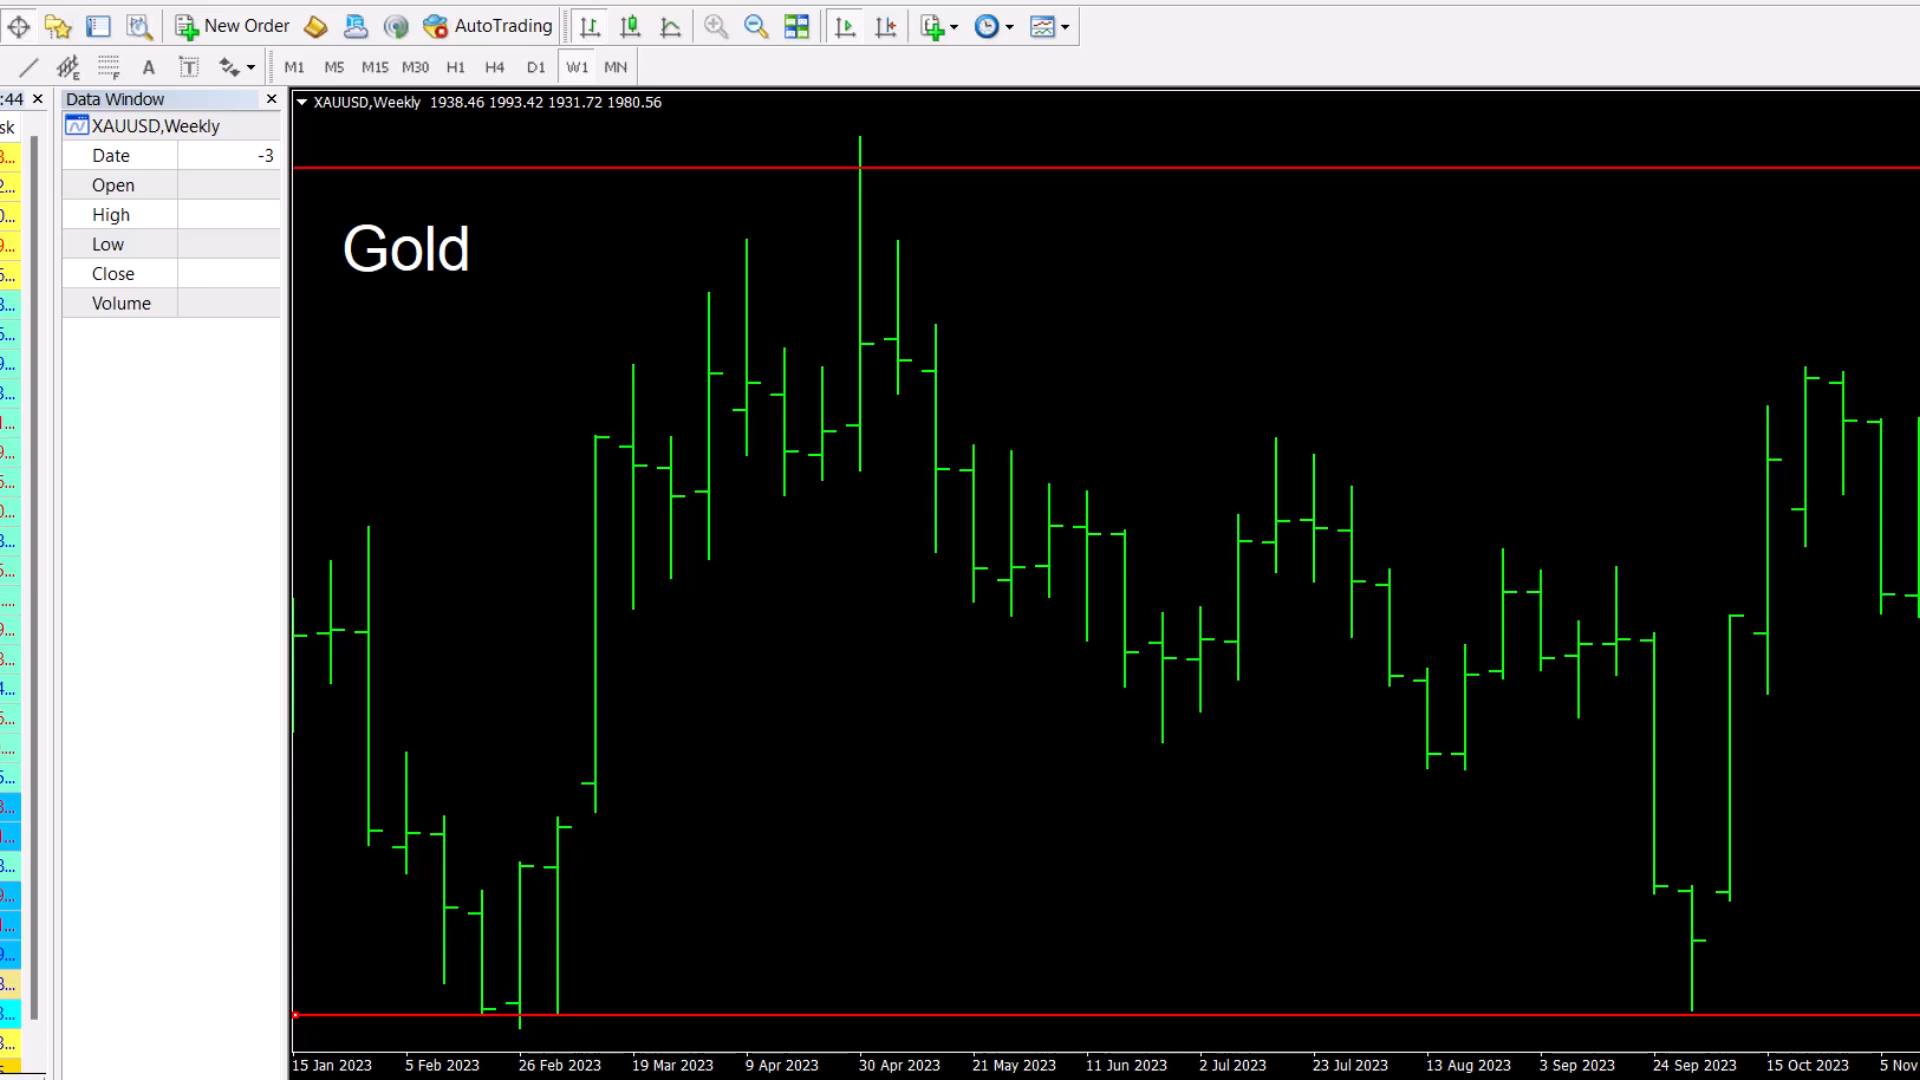 New Order AutoTrading
A T M1 M5 M15 M30 H1 H4 D1 W1 MN
:44 Data Window
XAUUSD,Weekly 1938.46 1993.42 1931.72 1980.56
sk XAUUSD,Weekly
Date -3
Open
High
Low
Close
Volume
Gold
15 Jan 2023 5 Feb 2023 26 Feb 2023 19 Mar 2023 9 Apr 2023 30 Apr 2023 21 May 2023 11 Jun 2023 2 Jul 2023 23 Jul 2023 13 Aug 2023 3 Sep 2023 24 Sep 2023 15 Oct 2023 5 Nov